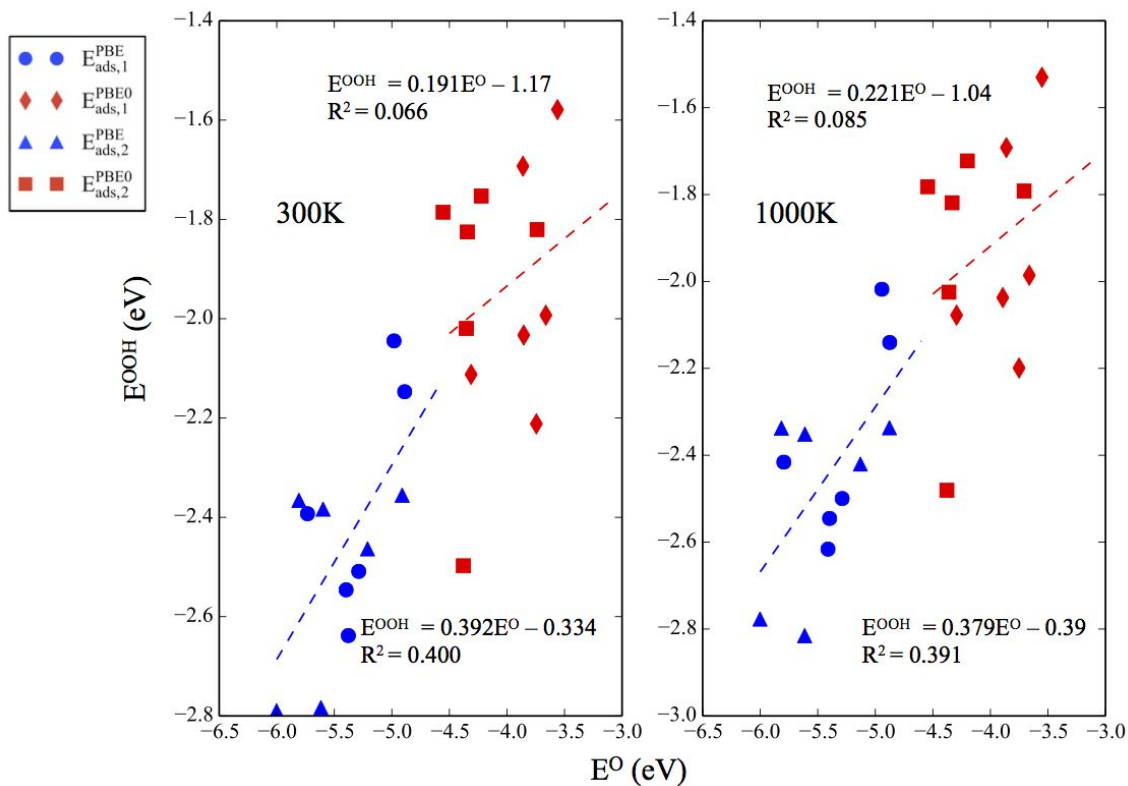 E^PBE_ads,1
E^PBE0_ads,1
E^PBE_ads,2
E^PBE0_ads,2
E^OOH (eV)
−1.4
−1.6
−1.8
−2.0
−2.2
−2.4
−2.6
−2.8
E^OOH = 0.191E^O − 1.17
R² = 0.066
300K
E^OOH = 0.392E^O − 0.334
R² = 0.400
−6.5 −6.0 −5.5 −5.0 −4.5 −4.0 −3.5 −3.0
−1.4
−1.6
−1.8
−2.0
−2.2
−2.4
−2.6
−2.8
−3.0
E^OOH = 0.221E^O − 1.04
R² = 0.085
1000K
E^OOH = 0.379E^O − 0.39
R² = 0.391
−6.5 −6.0 −5.5 −5.0 −4.5 −4.0 −3.5 −3.0
E^O (eV)